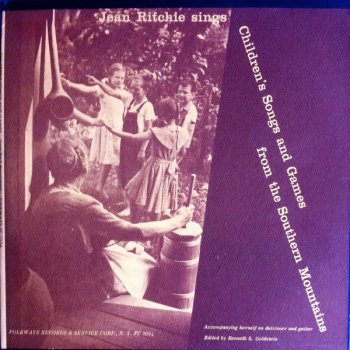 Jean Ritchie sings
Children's Songs and Games
from the Southern Mountains
Accompanying herself on dulcimer and guitar
Edited by Kenneth S. Goldstein
FOLKWAYS RECORDS & SERVICE CORP., N. Y. FC 7054